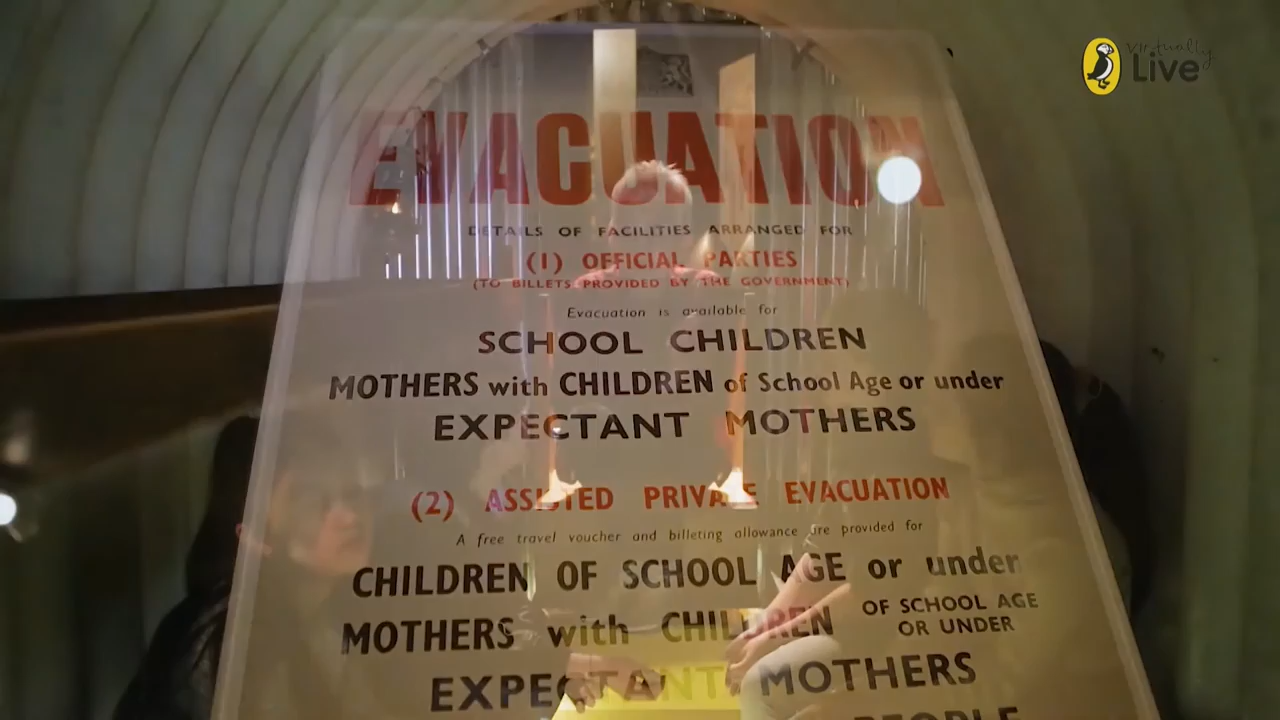 Virtually
Live
EVACUATION
DETAILS OF FACILITIES ARRANGED FOR
(1) OFFICIAL PARTIES
(TO BILLETS PROVIDED BY THE GOVERNMENT)
Evacuation is available for
SCHOOL CHILDREN
MOTHERS with CHILDREN of School Age or under
EXPECTANT MOTHERS
(2) ASSISTED PRIVATE EVACUATION
A free travel voucher and billeting allowance are provided for
CHILDREN OF SCHOOL AGE or under
MOTHERS with CHILDREN OF SCHOOL AGE OR UNDER
EXPECTANT MOTHERS
PEOPLE